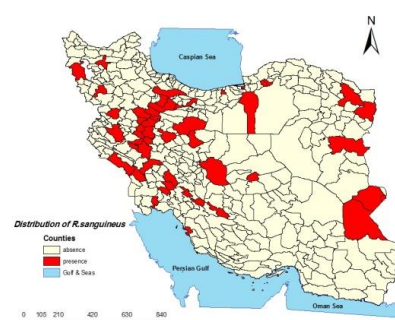 N
Caspian Sea
Distribution of R.sanguineus
Counties
absence
presence
Gulf & Seas
Persian Gulf
Oman Sea
0 105 210 420 630 840